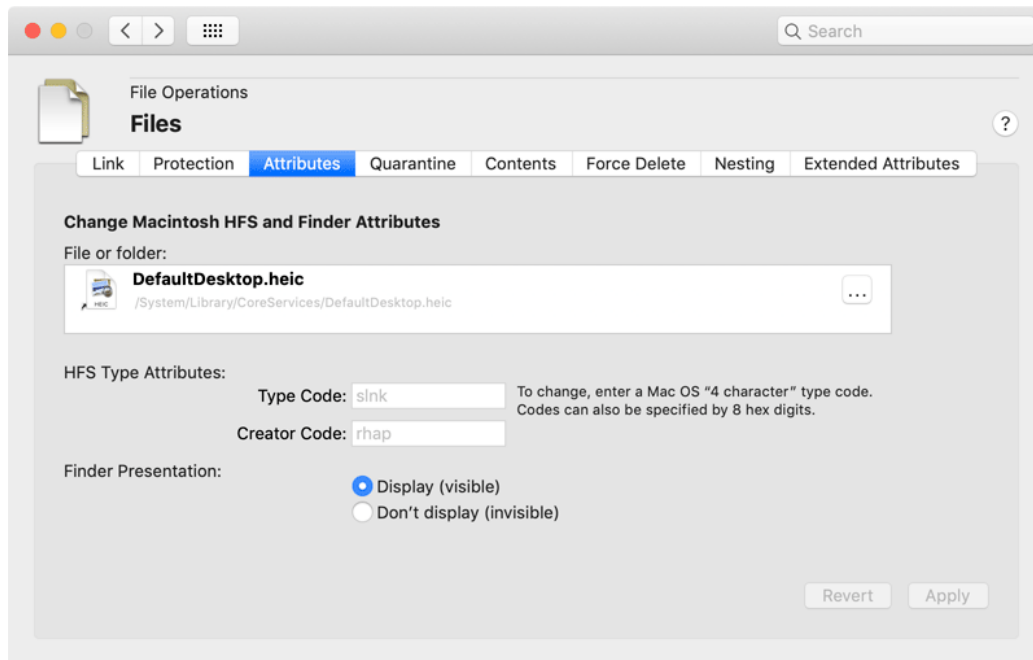 Search
File Operations
Files
?
Link Protection Attributes Quarantine Contents Force Delete Nesting Extended Attributes
Change Macintosh HFS and Finder Attributes
File or folder:
HEIC
DefaultDesktop.heic
/System/Library/CoreServices/DefaultDesktop.heic
...
HFS Type Attributes:
Type Code: slnk
To change, enter a Mac OS “4 character” type code.
Codes can also be specified by 8 hex digits.
Creator Code: rhap
Finder Presentation:
Display (visible)
Don’t display (invisible)
Revert Apply